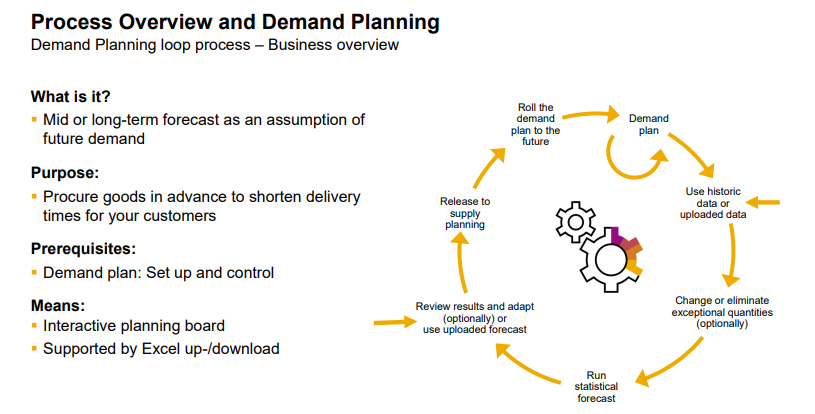 Process Overview and Demand Planning
Demand Planning loop process – Business overview
What is it?
Mid or long-term forecast as an assumption of
future demand
Purpose:
Procure goods in advance to shorten delivery
times for your customers
Prerequisites:
Demand plan: Set up and control
Means:
Interactive planning board
Supported by Excel up-/download
Roll the
demand
plan to the
future
Demand
plan
Use historic
data or
uploaded data
Change or eliminate
exceptional quantities
(optionally)
Run
statistical
forecast
Review results and adapt
(optionally) or
use uploaded forecast
Release to
supply
planning